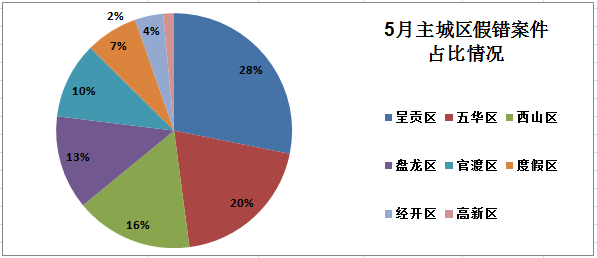 5月主城区假错案件
占比情况
2%
4%
7%
28%
10%
13%
20%
16%
呈贡区 五华区 西山区
盘龙区 官渡区 度假区
经开区 高新区